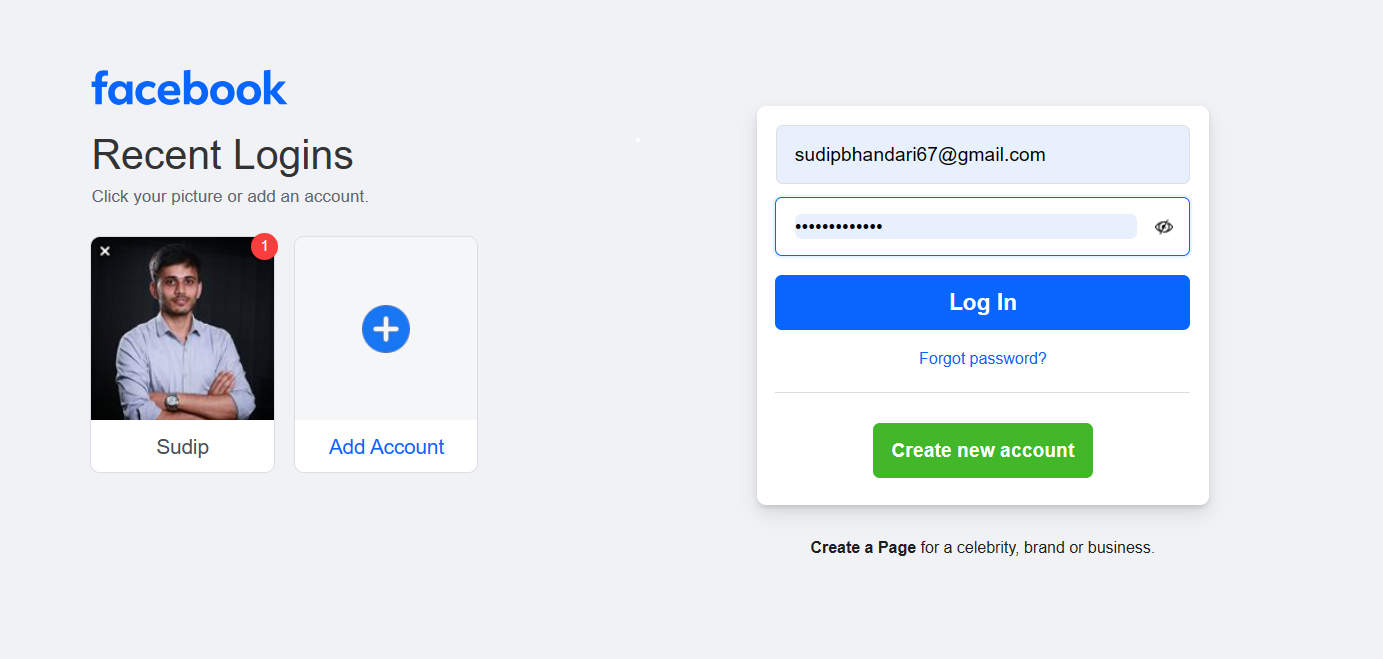 facebook
Recent Logins
Click your picture or add an account.
1
Sudip
Add Account
sudipbhandari67@gmail.com
•••••••••••••
Log In
Forgot password?
Create new account
Create a Page for a celebrity, brand or business.